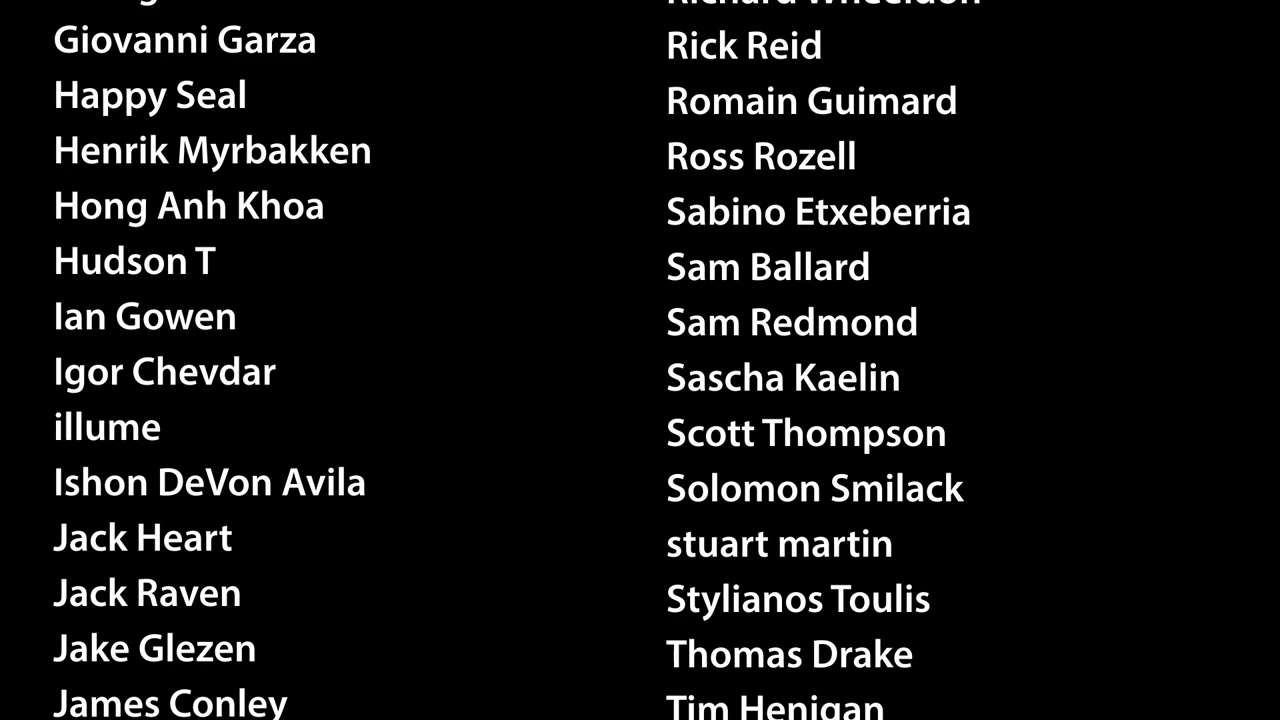 Giovanni Garza
Happy Seal
Henrik Myrbakken
Hong Anh Khoa
Hudson T
Ian Gowen
Igor Chevdar
illume
Ishon DeVon Avila
Jack Heart
Jack Raven
Jake Glezen
James Conley
Richard Wheeldon
Rick Reid
Romain Guimard
Ross Rozell
Sabino Etxeberria
Sam Ballard
Sam Redmond
Sascha Kaelin
Scott Thompson
Solomon Smilack
stuart martin
Stylianos Toulis
Thomas Drake
Tim Henigan